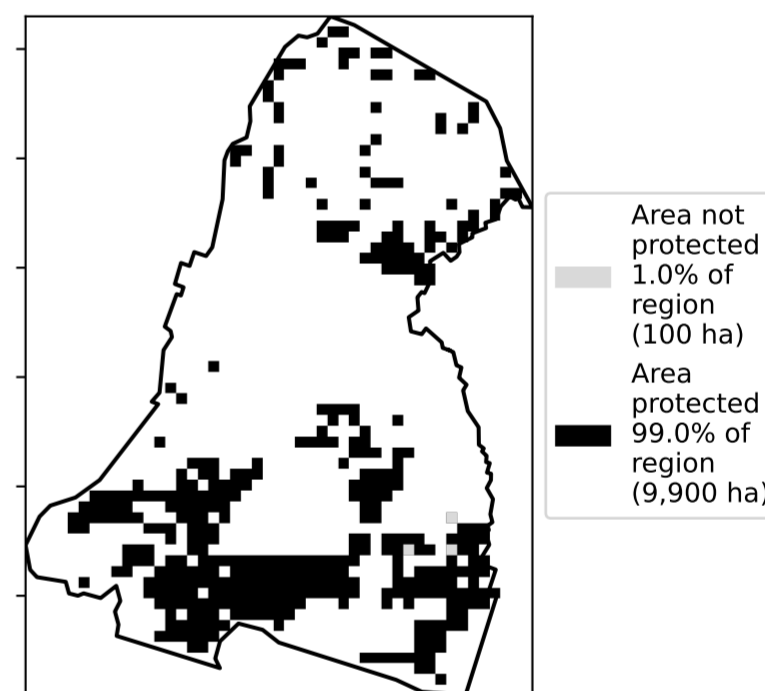 Area not
protected
1.0% of
region
(100 ha)
Area
protected
99.0% of
region
(9,900 ha)